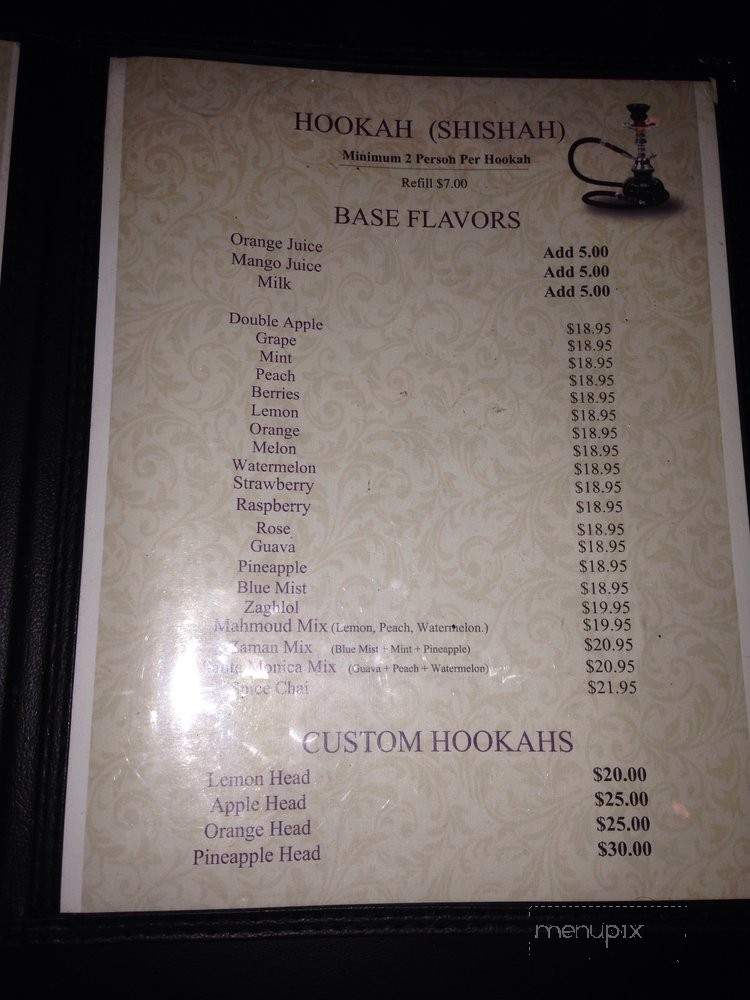 HOOKAH (SHISHAH)
Minimum 2 Person Per Hookah
Refill $7.00
BASE FLAVORS
Orange Juice Add 5.00
Mango Juice Add 5.00
Milk Add 5.00
Double Apple $18.95
Grape $18.95
Mint $18.95
Peach $18.95
Berries $18.95
Lemon $18.95
Orange $18.95
Melon $18.95
Watermelon $18.95
Strawberry $18.95
Raspberry $18.95
Rose $18.95
Guava $18.95
Pineapple $18.95
Blue Mist $18.95
Zaghlol $19.95
Mahmoud Mix (Lemon, Peach, Watermelon.) $19.95
Zaman Mix (Blue Mist + Mint + Pineapple) $20.95
Monica Mix (Guava + Peach + Watermelon) $20.95
Spice Chai $21.95
CUSTOM HOOKAHS
Lemon Head $20.00
Apple Head $25.00
Orange Head $25.00
Pineapple Head $30.00
menupix